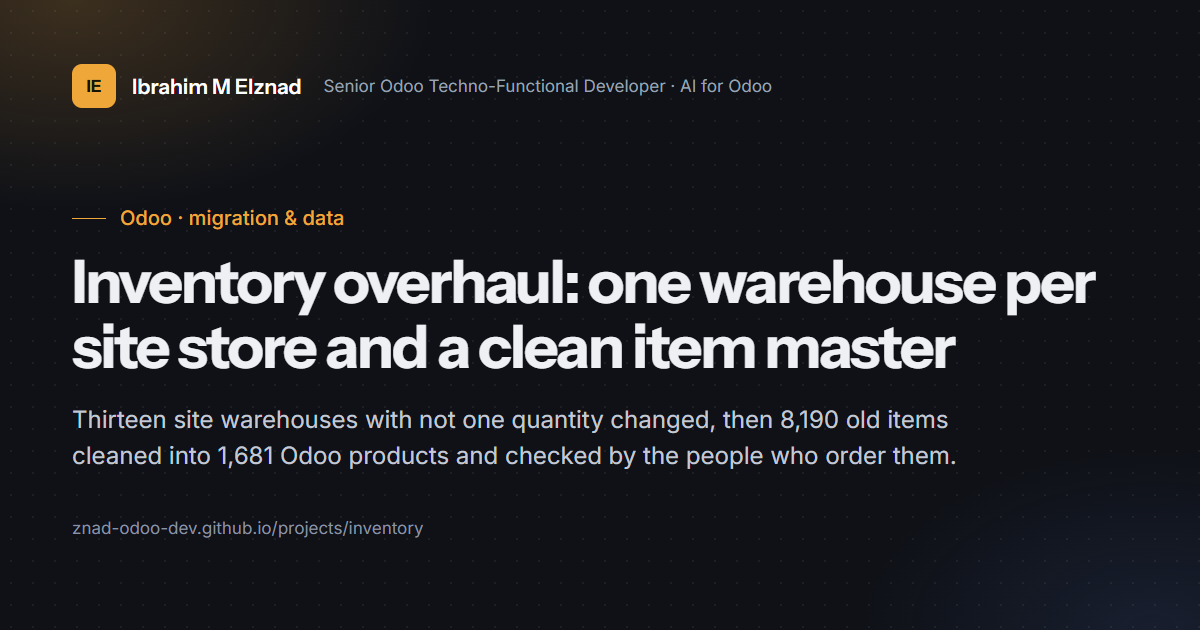 IE
Ibrahim M Elznad
Senior Odoo Techno-Functional Developer · AI for Odoo
Odoo · migration & data
Inventory overhaul: one warehouse per
site store and a clean item master
Thirteen site warehouses with not one quantity changed, then 8,190 old items
cleaned into 1,681 Odoo products and checked by the people who order them.
znad-odoo-dev.github.io/projects/inventory